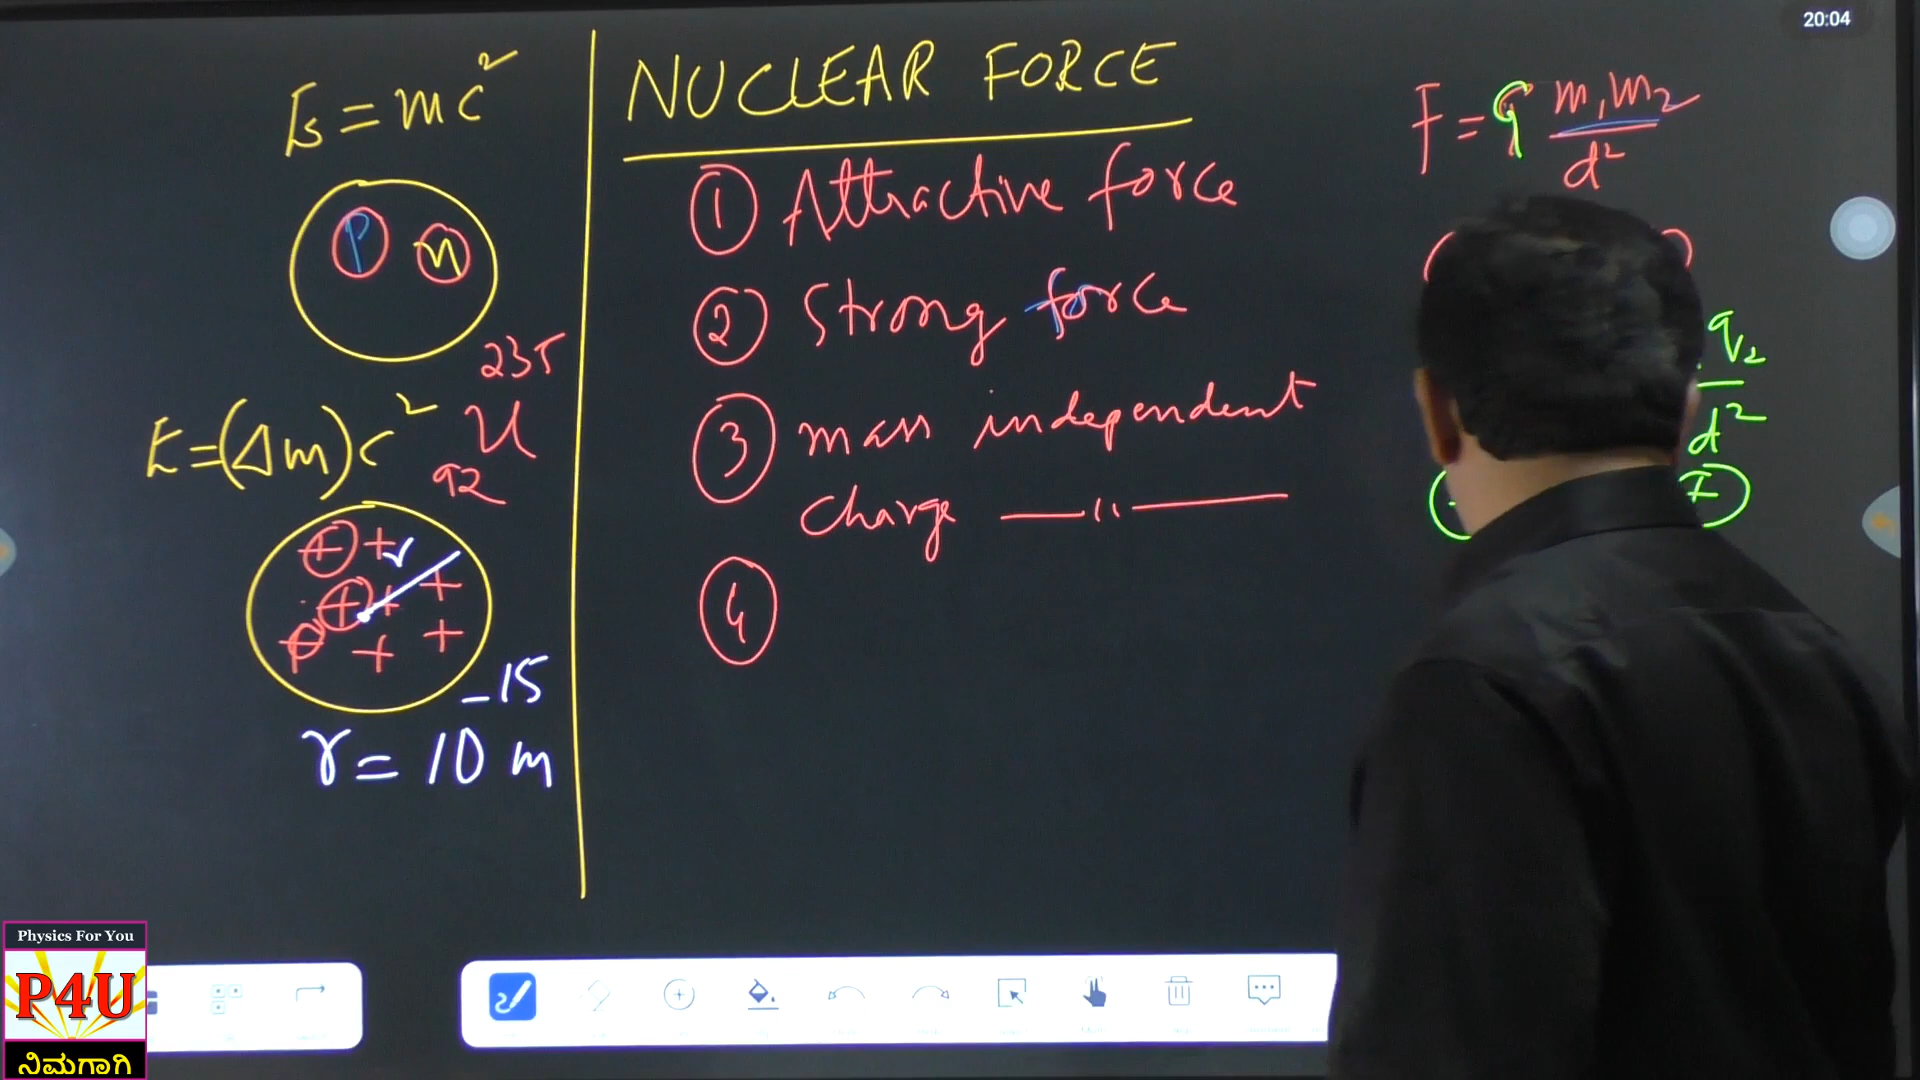 20:04
E = mc²
p n
235
U
92
E = (Δm)c²
+ + + + + + + +
r = 10⁻¹⁵ m
NUCLEAR FORCE
① Attractive force
② Strong force
③ mass independent
charge —〃—
④
F = G m₁m₂ / d²
q₂
d²
+
Physics For You
P4U
ನಿಮಗಾಗಿ